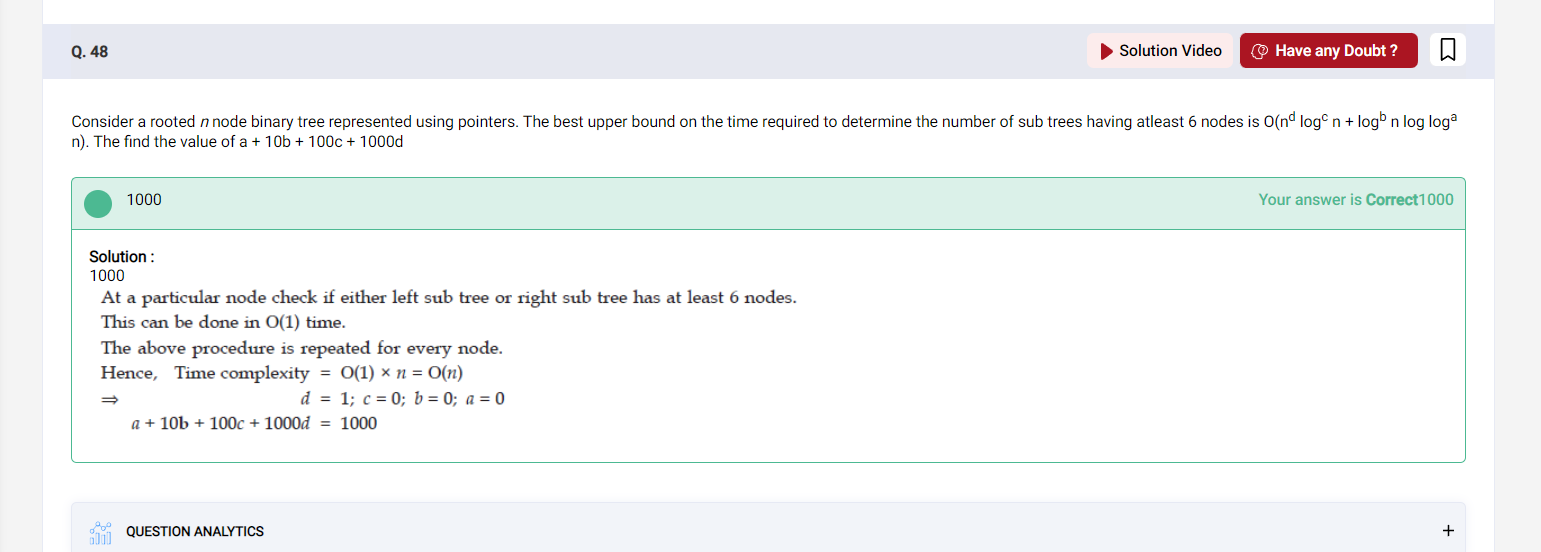 Q. 48
Solution Video
Have any Doubt ?
Consider a rooted n node binary tree represented using pointers. The best upper bound on the time required to determine the number of sub trees having atleast 6 nodes is O(nᵈ logᶜ n + logᵇ n log logᵃ
n). The find the value of a + 10b + 100c + 1000d
1000
Your answer is Correct1000
Solution :
1000
At a particular node check if either left sub tree or right sub tree has at least 6 nodes.
This can be done in O(1) time.
The above procedure is repeated for every node.
Hence, Time complexity = O(1) × n = O(n)
⇒ d = 1; c = 0; b = 0; a = 0
a + 10b + 100c + 1000d = 1000
QUESTION ANALYTICS
+